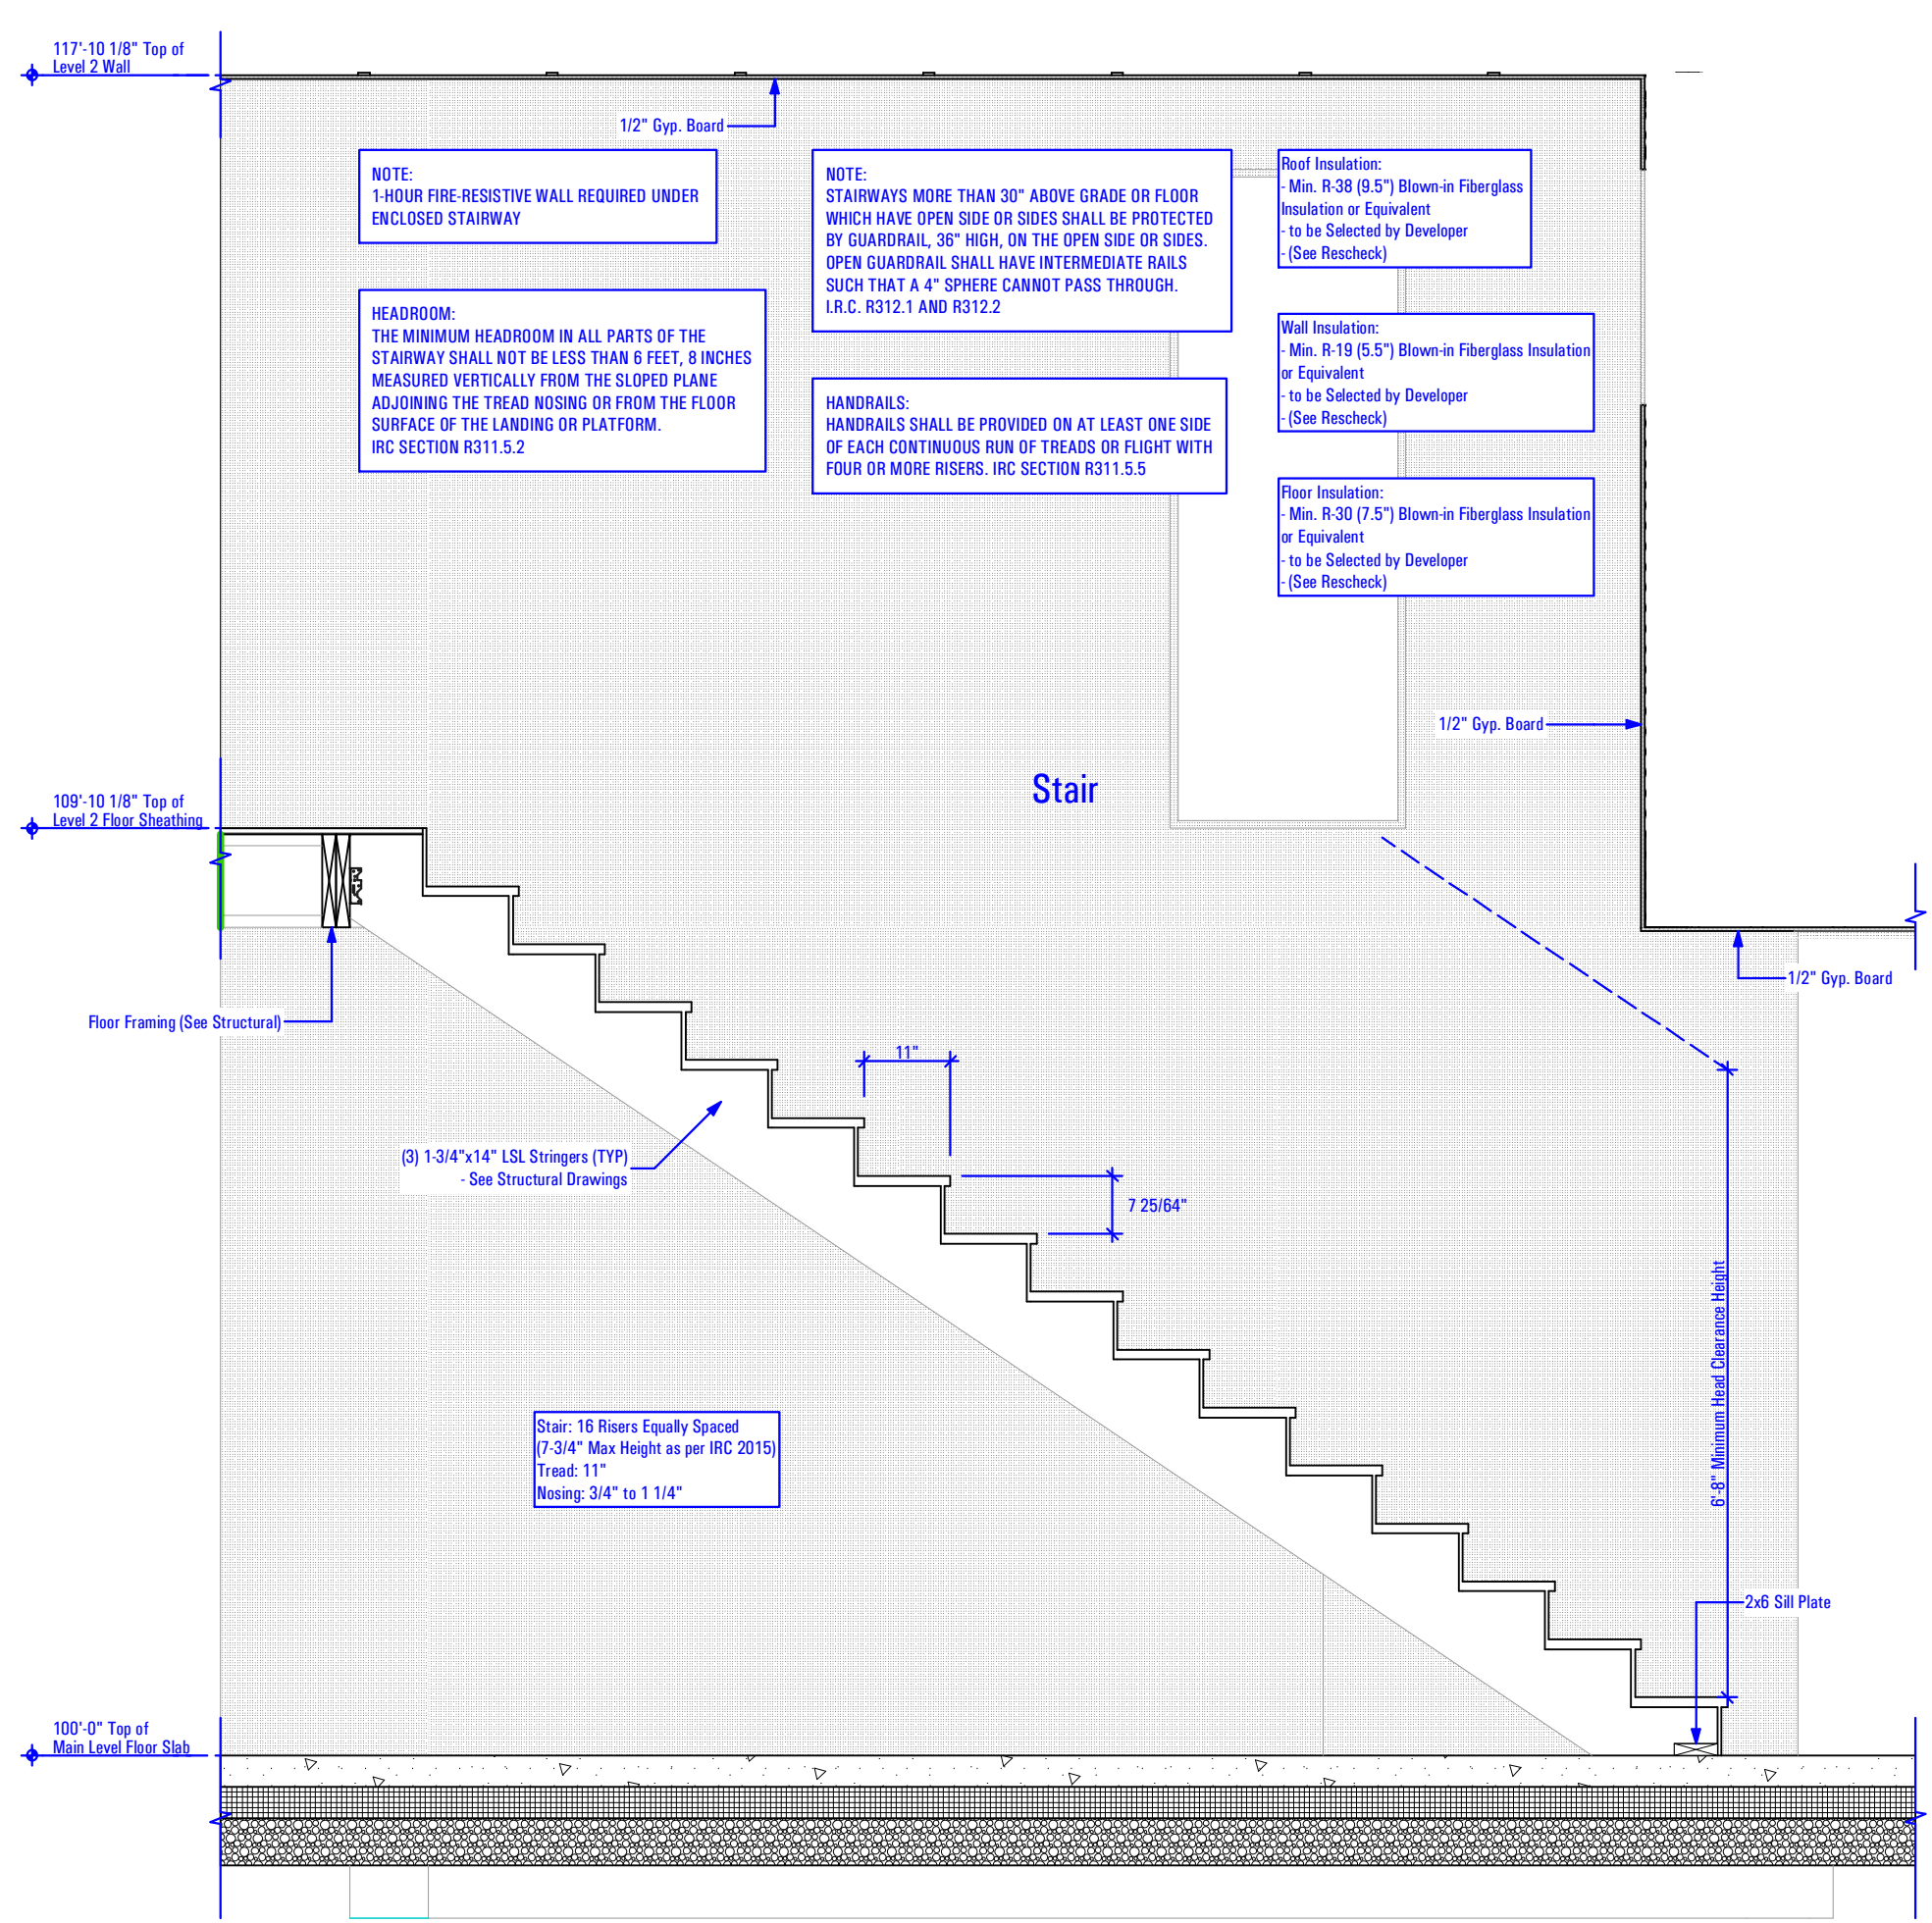 117'-10 1/8" Top of
Level 2 Wall
1/2" Gyp. Board
NOTE:
1-HOUR FIRE-RESISTIVE WALL REQUIRED UNDER
ENCLOSED STAIRWAY
HEADROOM:
THE MINIMUM HEADROOM IN ALL PARTS OF THE
STAIRWAY SHALL NOT BE LESS THAN 6 FEET, 8 INCHES
MEASURED VERTICALLY FROM THE SLOPED PLANE
ADJOINING THE TREAD NOSING OR FROM THE FLOOR
SURFACE OF THE LANDING OR PLATFORM.
IRC SECTION R311.5.2
NOTE:
STAIRWAYS MORE THAN 30" ABOVE GRADE OR FLOOR
WHICH HAVE OPEN SIDE OR SIDES SHALL BE PROTECTED
BY GUARDRAIL, 36" HIGH, ON THE OPEN SIDE OR SIDES.
OPEN GUARDRAIL SHALL HAVE INTERMEDIATE RAILS
SUCH THAT A 4" SPHERE CANNOT PASS THROUGH.
I.R.C. R312.1 AND R312.2
HANDRAILS:
HANDRAILS SHALL BE PROVIDED ON AT LEAST ONE SIDE
OF EACH CONTINUOUS RUN OF TREADS OR FLIGHT WITH
FOUR OR MORE RISERS. IRC SECTION R311.5.5
Roof Insulation:
- Min. R-38 (9.5") Blown-in Fiberglass
Insulation or Equivalent
- to be Selected by Developer
- (See Rescheck)
Wall Insulation:
- Min. R-19 (5.5") Blown-in Fiberglass Insulation
or Equivalent
- to be Selected by Developer
- (See Rescheck)
Floor Insulation:
- Min. R-30 (7.5") Blown-in Fiberglass Insulation
or Equivalent
- to be Selected by Developer
- (See Rescheck)
1/2" Gyp. Board
Stair
109'-10 1/8" Top of
Level 2 Floor Sheathing
1/2" Gyp. Board
Floor Framing (See Structural)
11"
(3) 1-3/4"x14" LSL Stringers (TYP)
- See Structural Drawings
7 25/64"
6'-8" Minimum Head Clearance Height
Stair: 16 Risers Equally Spaced
(7-3/4" Max Height as per IRC 2015)
Tread: 11"
Nosing: 3/4" to 1 1/4"
2x6 Sill Plate
100'-0" Top of
Main Level Floor Slab